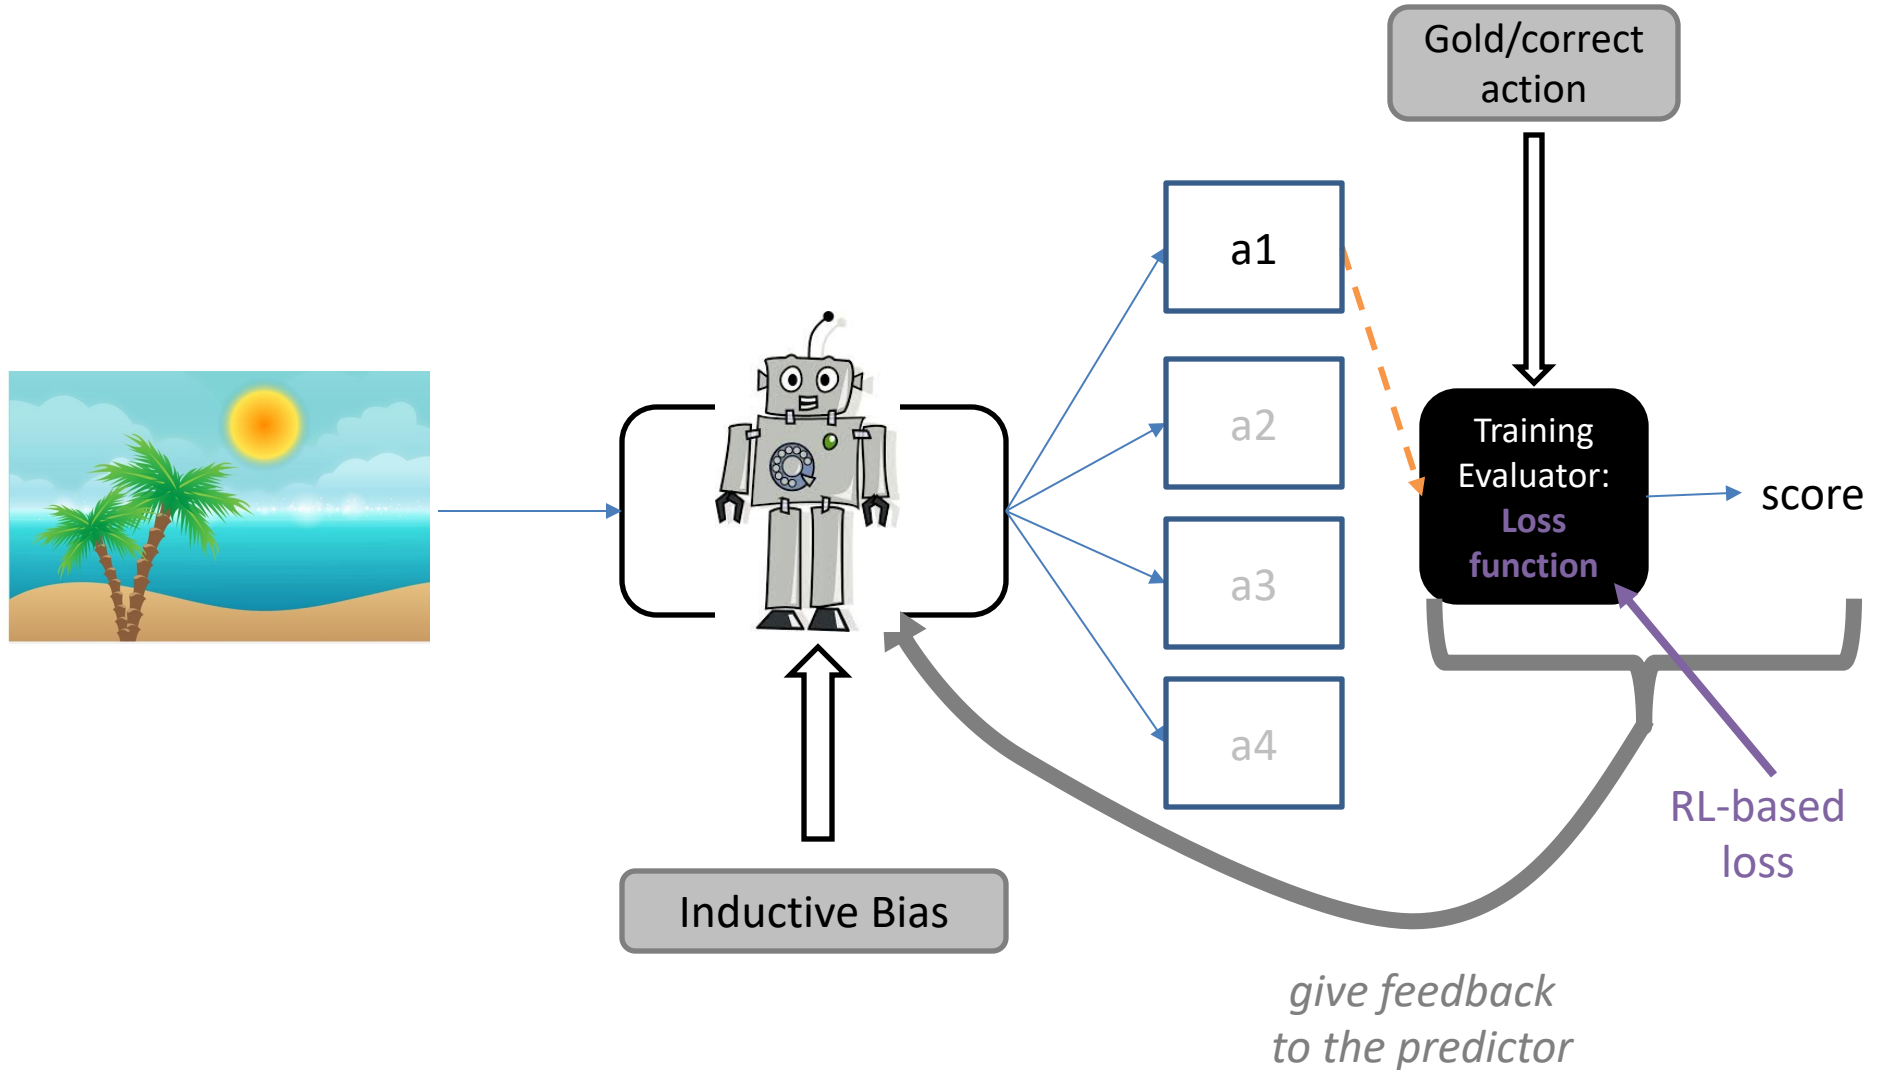 Gold/correct
action
a1
a2
a3
a4
Training
Evaluator:
Loss
function
score
RL-based
loss
Inductive Bias
give feedback
to the predictor